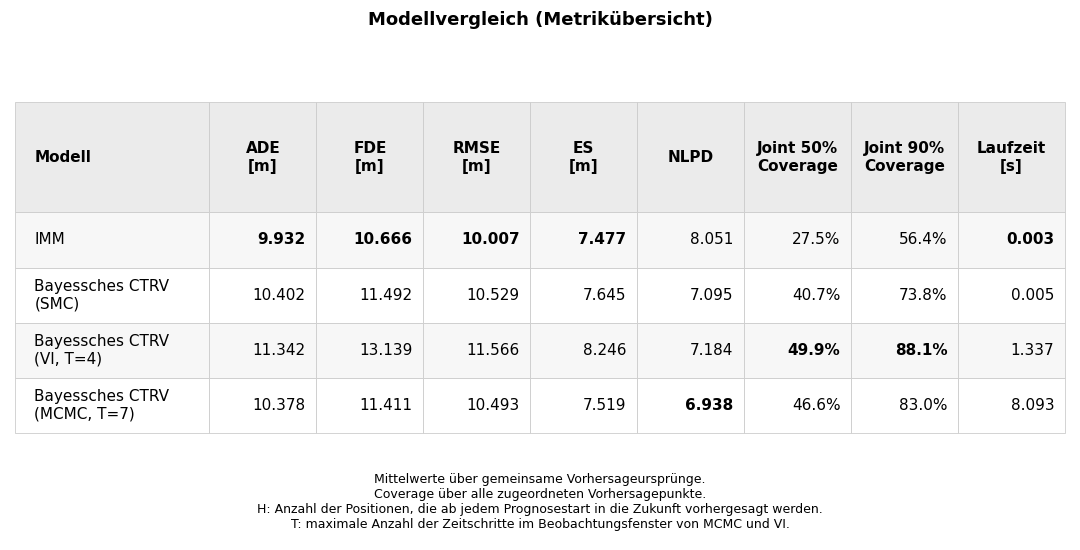 Modellvergleich (Metrikübersicht)
Modell ADE [m] FDE [m] RMSE [m] ES [m] NLPD Joint 50% Coverage Joint 90% Coverage Laufzeit [s]
IMM 9.932 10.666 10.007 7.477 8.051 27.5% 56.4% 0.003
Bayessches CTRV (SMC) 10.402 11.492 10.529 7.645 7.095 40.7% 73.8% 0.005
Bayessches CTRV (VI, T=4) 11.342 13.139 11.566 8.246 7.184 49.9% 88.1% 1.337
Bayessches CTRV (MCMC, T=7) 10.378 11.411 10.493 7.519 6.938 46.6% 83.0% 8.093
Mittelwerte über gemeinsame Vorhersageursprünge.
Coverage über alle zugeordneten Vorhersagepunkte.
H: Anzahl der Positionen, die ab jedem Prognosestart in die Zukunft vorhergesagt werden.
T: maximale Anzahl der Zeitschritte im Beobachtungsfenster von MCMC und VI.